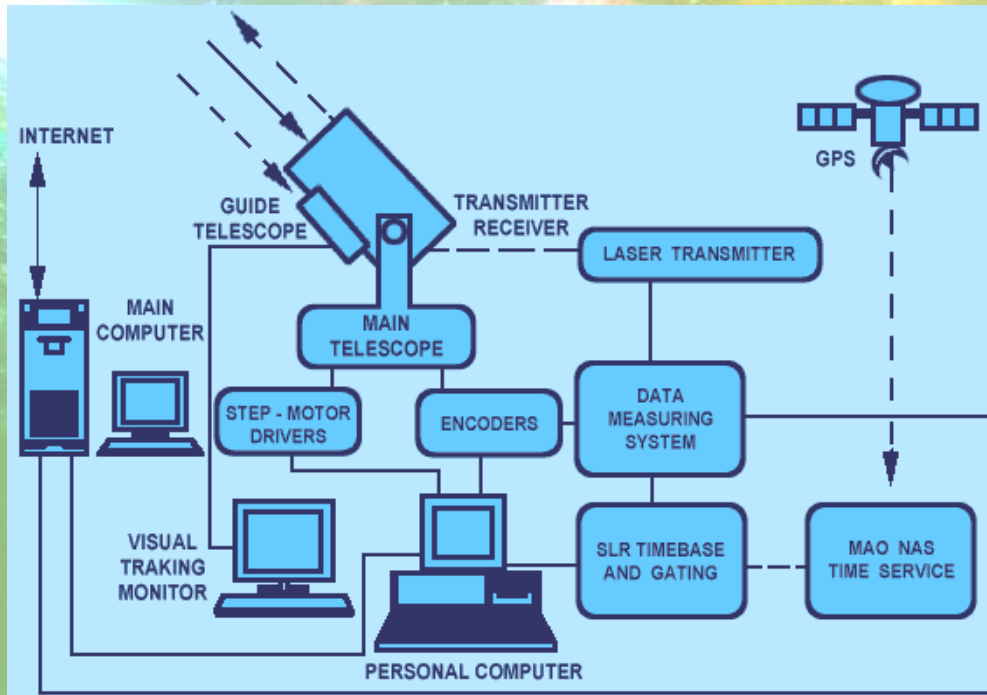 INTERNET
GPS
GUIDE
TELESCOPE
TRANSMITTER
RECEIVER
LASER TRANSMITTER
MAIN
COMPUTER
MAIN
TELESCOPE
STEP - MOTOR
DRIVERS
ENCODERS
DATA
MEASURING
SYSTEM
VISUAL
TRAKING
MONITOR
SLR TIMEBASE
AND GATING
MAO NAS
TIME SERVICE
PERSONAL COMPUTER